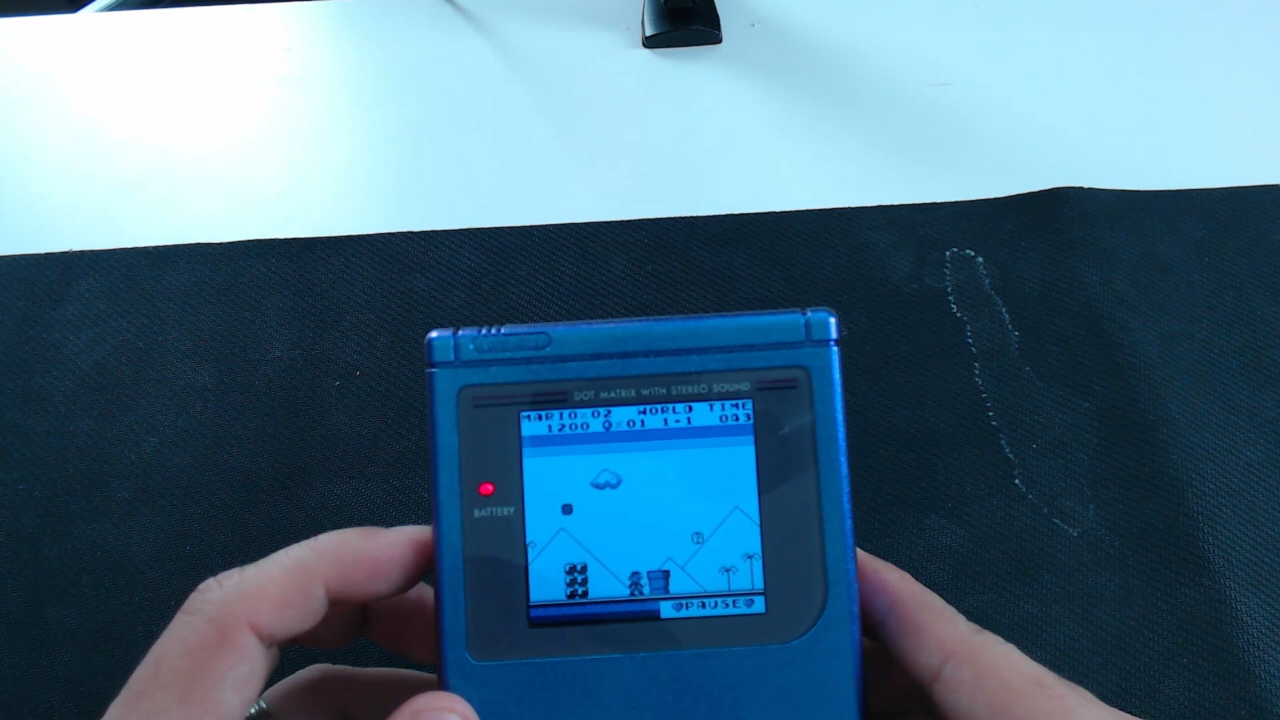 DOT MATRIX WITH STEREO SOUND
MARIO×02 WORLD TIME
1200 ×01 1-1 043
?
BATTERY
♥PAUSE♥